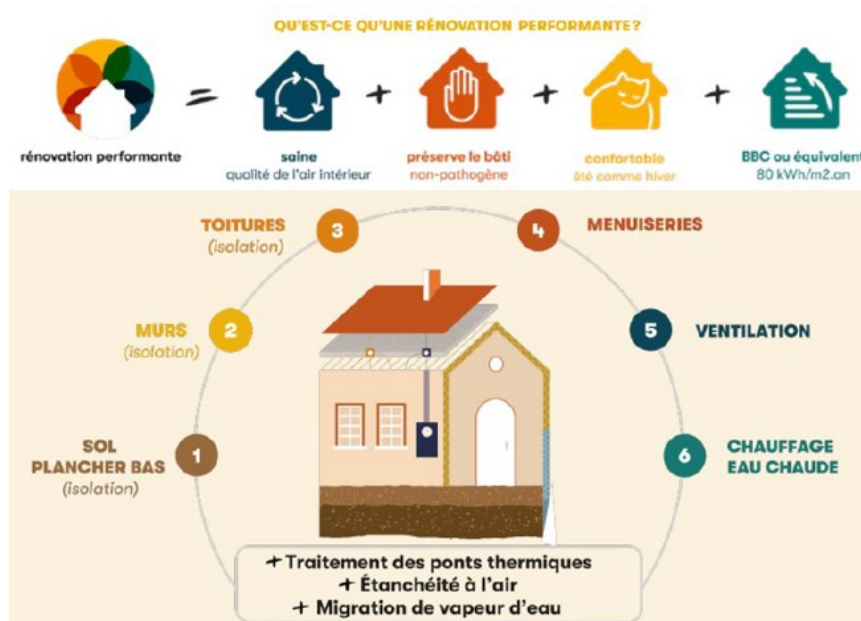 QU'EST-CE QU'UNE RÉNOVATION PERFORMANTE?
=
+
+
+
rénovation performante
saine
qualité de l'air intérieur
préserve le bâti
non-pathogène
confortable
été comme hiver
BBC ou équivalent
80 kWh/m2.an
TOITURES
(isolation)
3
4
MENUISERIES
MURS
(isolation)
2
5
VENTILATION
SOL
PLANCHER BAS
(isolation)
1
6
CHAUFFAGE
EAU CHAUDE
+ Traitement des ponts thermiques
+ Étanchéité à l'air
+ Migration de vapeur d'eau